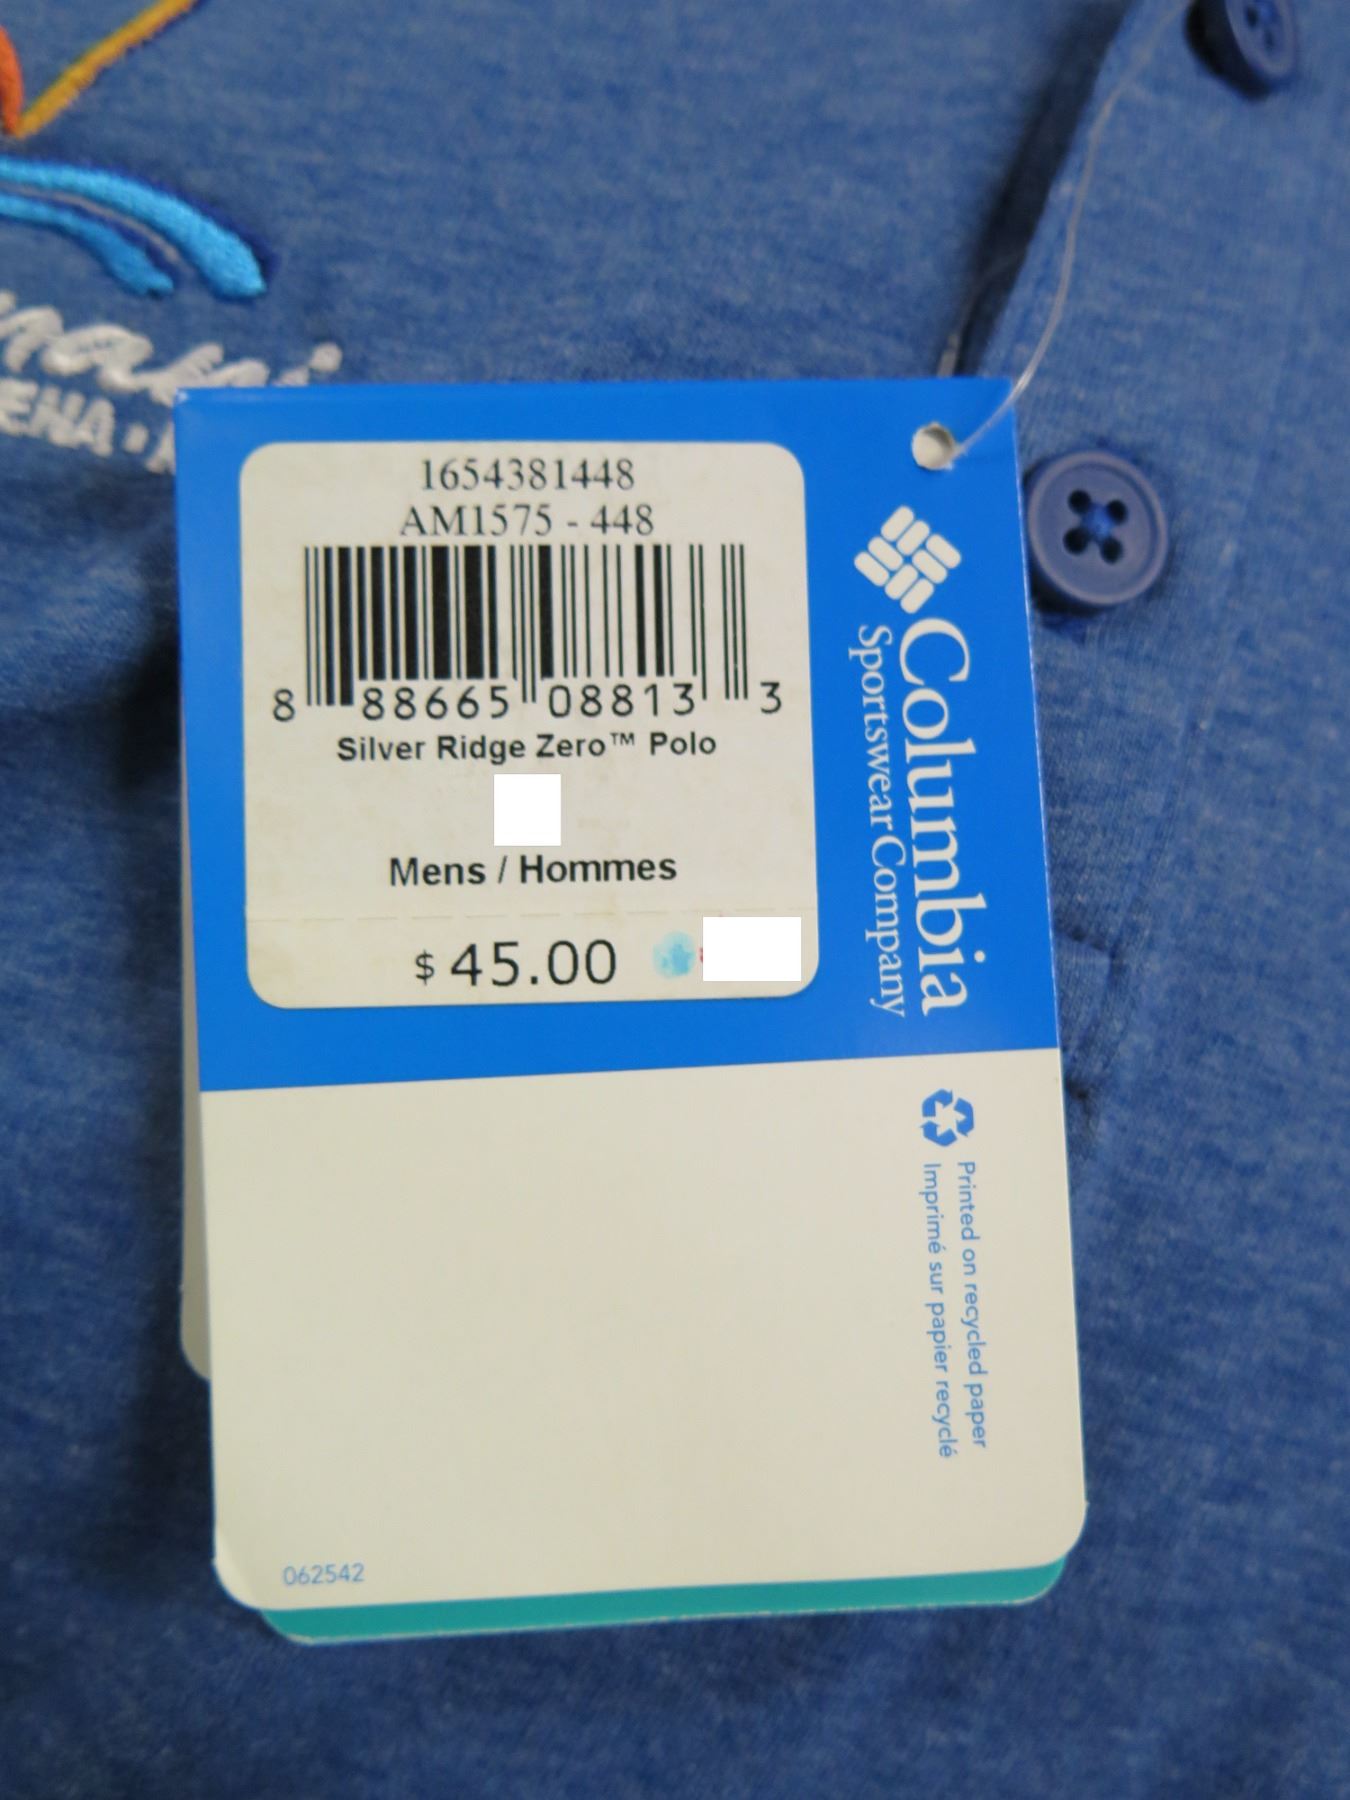 1654381448
AM1575 - 448
8 88665 08813 3
Silver Ridge Zero™ Polo
Mens / Hommes
$ 45.00
Columbia
Sportswear Company
Printed on recycled paper
Imprimé sur papier recyclé
062542